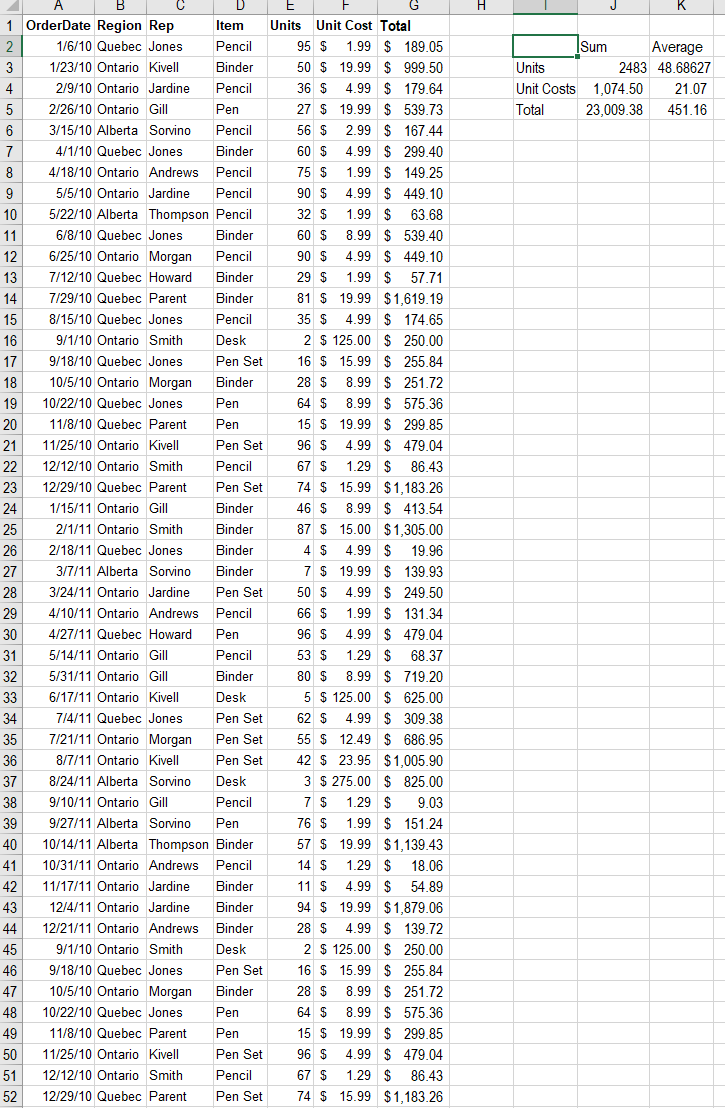 A B C D E F G H I J K
1 OrderDate Region Rep Item Units Unit Cost Total
2 1/6/10 Quebec Jones Pencil 95 $ 1.99 $ 189.05 Sum Average
3 1/23/10 Ontario Kivell Binder 50 $ 19.99 $ 999.50 Units 2483 48.68627
4 2/9/10 Ontario Jardine Pencil 36 $ 4.99 $ 179.64 Unit Costs 1,074.50 21.07
5 2/26/10 Ontario Gill Pen 27 $ 19.99 $ 539.73 Total 23,009.38 451.16
6 3/15/10 Alberta Sorvino Pencil 56 $ 2.99 $ 167.44
7 4/1/10 Quebec Jones Binder 60 $ 4.99 $ 299.40
8 4/18/10 Ontario Andrews Pencil 75 $ 1.99 $ 149.25
9 5/5/10 Ontario Jardine Pencil 90 $ 4.99 $ 449.10
10 5/22/10 Alberta Thompson Pencil 32 $ 1.99 $ 63.68
11 6/8/10 Quebec Jones Binder 60 $ 8.99 $ 539.40
12 6/25/10 Ontario Morgan Pencil 90 $ 4.99 $ 449.10
13 7/12/10 Quebec Howard Binder 29 $ 1.99 $ 57.71
14 7/29/10 Quebec Parent Binder 81 $ 19.99 $1,619.19
15 8/15/10 Quebec Jones Pencil 35 $ 4.99 $ 174.65
16 9/1/10 Ontario Smith Desk 2 $ 125.00 $ 250.00
17 9/18/10 Quebec Jones Pen Set 16 $ 15.99 $ 255.84
18 10/5/10 Ontario Morgan Binder 28 $ 8.99 $ 251.72
19 10/22/10 Quebec Jones Pen 64 $ 8.99 $ 575.36
20 11/8/10 Quebec Parent Pen 15 $ 19.99 $ 299.85
21 11/25/10 Ontario Kivell Pen Set 96 $ 4.99 $ 479.04
22 12/12/10 Ontario Smith Pencil 67 $ 1.29 $ 86.43
23 12/29/10 Quebec Parent Pen Set 74 $ 15.99 $1,183.26
24 1/15/11 Ontario Gill Binder 46 $ 8.99 $ 413.54
25 2/1/11 Ontario Smith Binder 87 $ 15.00 $1,305.00
26 2/18/11 Quebec Jones Binder 4 $ 4.99 $ 19.96
27 3/7/11 Alberta Sorvino Binder 7 $ 19.99 $ 139.93
28 3/24/11 Ontario Jardine Pen Set 50 $ 4.99 $ 249.50
29 4/10/11 Ontario Andrews Pencil 66 $ 1.99 $ 131.34
30 4/27/11 Quebec Howard Pen 96 $ 4.99 $ 479.04
31 5/14/11 Ontario Gill Pencil 53 $ 1.29 $ 68.37
32 5/31/11 Ontario Gill Binder 80 $ 8.99 $ 719.20
33 6/17/11 Ontario Kivell Desk 5 $ 125.00 $ 625.00
34 7/4/11 Quebec Jones Pen Set 62 $ 4.99 $ 309.38
35 7/21/11 Ontario Morgan Pen Set 55 $ 12.49 $ 686.95
36 8/7/11 Ontario Kivell Pen Set 42 $ 23.95 $1,005.90
37 8/24/11 Alberta Sorvino Desk 3 $ 275.00 $ 825.00
38 9/10/11 Ontario Gill Pencil 7 $ 1.29 $ 9.03
39 9/27/11 Alberta Sorvino Pen 76 $ 1.99 $ 151.24
40 10/14/11 Alberta Thompson Binder 57 $ 19.99 $1,139.43
41 10/31/11 Ontario Andrews Pencil 14 $ 1.29 $ 18.06
42 11/17/11 Ontario Jardine Binder 11 $ 4.99 $ 54.89
43 12/4/11 Ontario Jardine Binder 94 $ 19.99 $1,879.06
44 12/21/11 Ontario Andrews Binder 28 $ 4.99 $ 139.72
45 9/1/10 Ontario Smith Desk 2 $ 125.00 $ 250.00
46 9/18/10 Quebec Jones Pen Set 16 $ 15.99 $ 255.84
47 10/5/10 Ontario Morgan Binder 28 $ 8.99 $ 251.72
48 10/22/10 Quebec Jones Pen 64 $ 8.99 $ 575.36
49 11/8/10 Quebec Parent Pen 15 $ 19.99 $ 299.85
50 11/25/10 Ontario Kivell Pen Set 96 $ 4.99 $ 479.04
51 12/12/10 Ontario Smith Pencil 67 $ 1.29 $ 86.43
52 12/29/10 Quebec Parent Pen Set 74 $ 15.99 $1,183.26